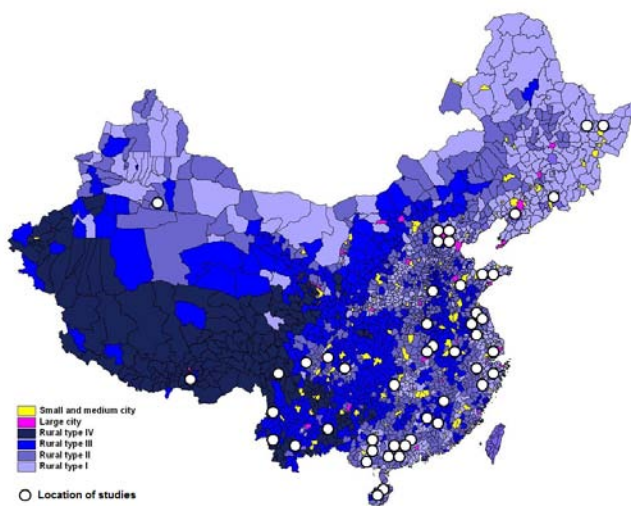 Small and medium city
Large city
Rural type IV
Rural type III
Rural type II
Rural type I
Location of studies